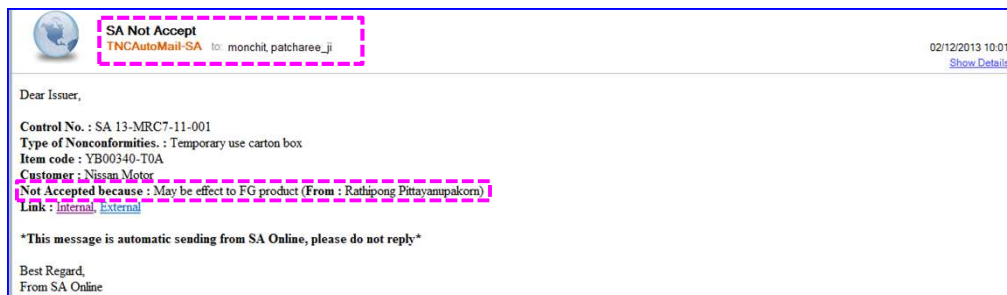 SA Not Accept
TNCAutoMail-SA to: monchit, patcharee_ji
02/12/2013 10:01
Show Details
Dear Issuer,
Control No. : SA 13-MRC7-11-001
Type of Nonconformities. : Temporary use carton box
Item code : YB00340-T0A
Customer : Nissan Motor
Not Accepted because : May be effect to FG product (From : Rathipong Pittayanupakorn)
Link : Internal, External
*This message is automatic sending from SA Online, please do not reply*
Best Regard,
From SA Online